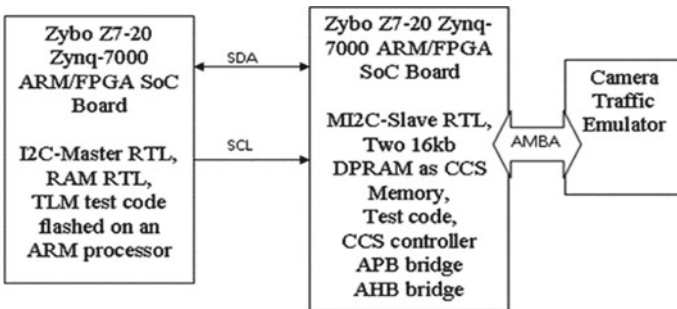 Zybo Z7-20
Zynq-7000
ARM/FPGA SoC
Board
I2C-Master RTL,
RAM RTL,
TLM test code
flashed on an
ARM processor
SDA
SCL
Zybo Z7-20 Zynq-
7000 ARM/FPGA
SoC Board
MI2C-Slave RTL,
Two 16kb
DPRAM as CCS
Memory,
Test code,
CCS controller
APB bridge
AHB bridge
AMBA
Camera
Traffic
Emulator